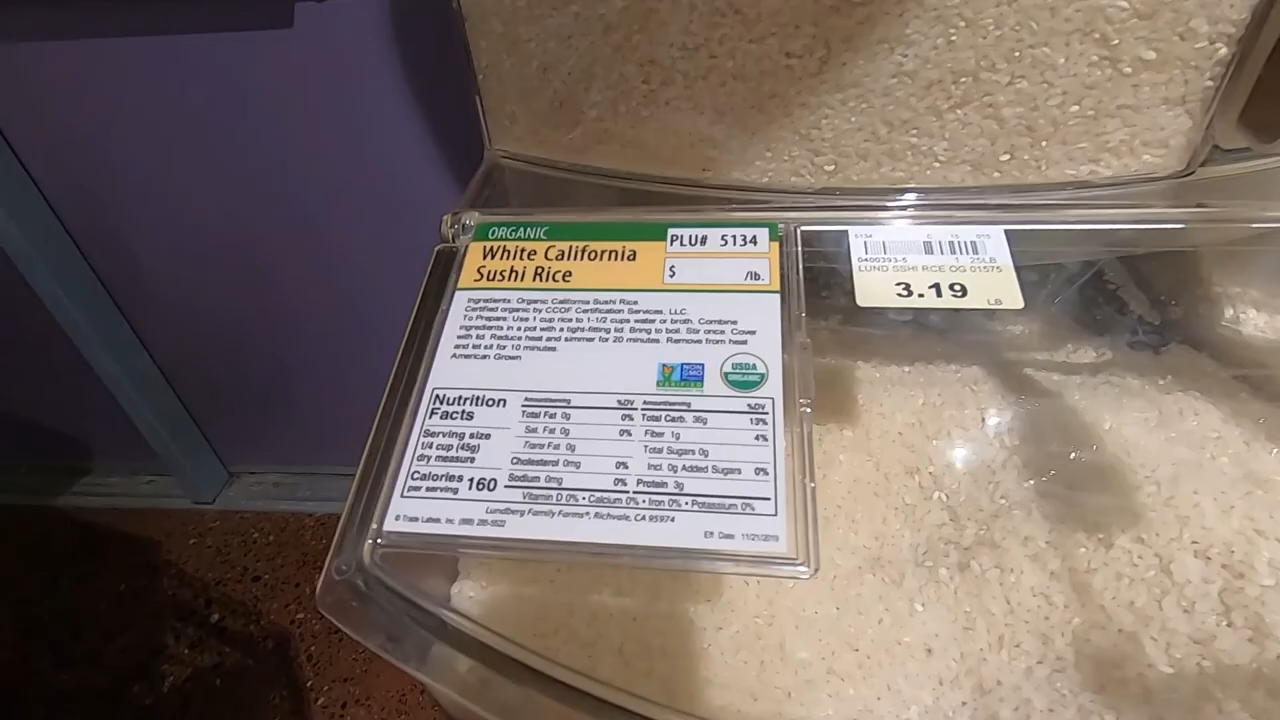 ORGANIC
White California
Sushi Rice
PLU# 5134
$ /lb.
Ingredients: Organic California Sushi Rice.
Certified organic by CCOF Certification Services, LLC.
To Prepare: Use 1 cup rice to 1-1/2 cups water or broth. Combine
ingredients in a pot with a tight-fitting lid. Bring to boil. Stir once. Cover
with lid. Reduce heat and simmer for 20 minutes. Remove from heat
and let sit for 10 minutes.
American Grown
NON
GMO
VERIFIED
USDA
ORGANIC
Nutrition
Facts
Serving size
1/4 cup (45g)
dry measure
Calories 160
per serving
Amount/serving %DV
Total Fat 0g 0%
Sat. Fat 0g 0%
Trans Fat 0g
Cholesterol 0mg 0%
Sodium 0mg 0%
Amount/serving %DV
Total Carb. 36g 13%
Fiber 1g 4%
Total Sugars 0g
Incl. 0g Added Sugars 0%
Protein 3g
Vitamin D 0% • Calcium 0% • Iron 0% • Potassium 0%
Lundberg Family Farms®, Richvale, CA 95974
© Trade Labels, Inc.
Eff. Date: 11/21/2019
5134 C 15
0400393-5 1 25LB
LUND SSHI RCE OG 01575
3.19
LB